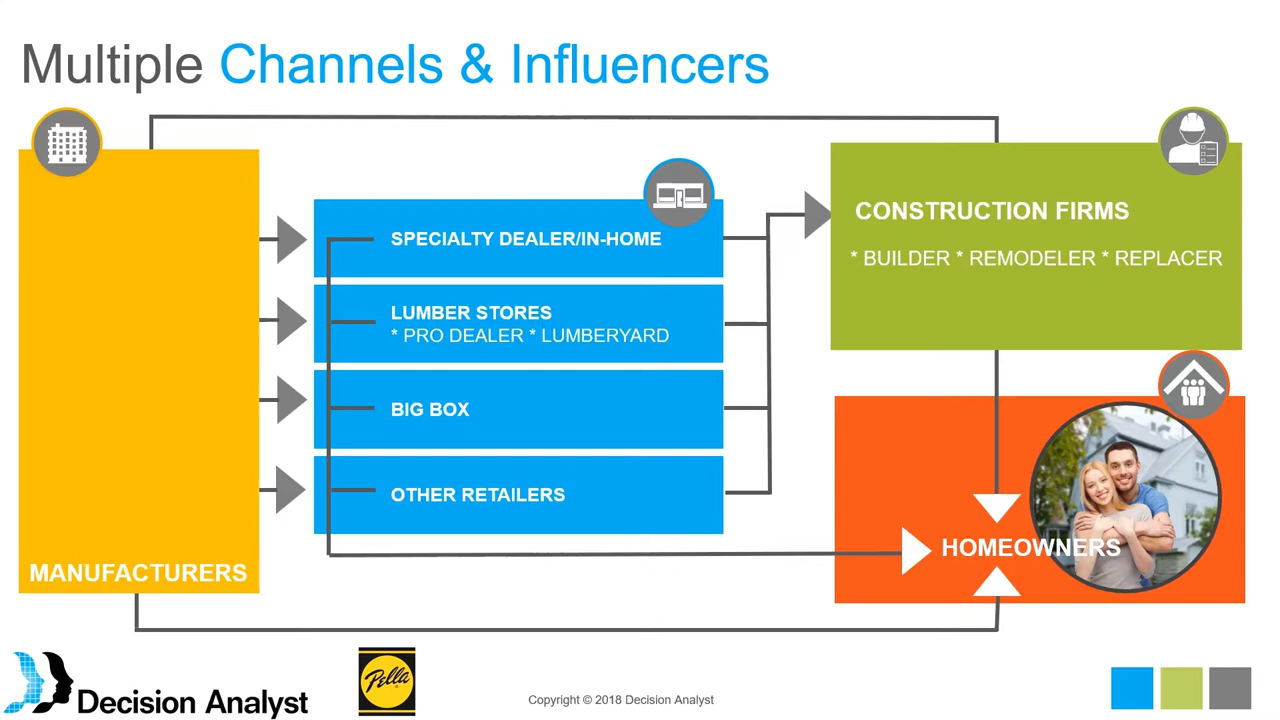 Multiple Channels & Influencers
MANUFACTURERS
SPECIALTY DEALER/IN-HOME
LUMBER STORES
* PRO DEALER * LUMBERYARD
BIG BOX
OTHER RETAILERS
CONSTRUCTION FIRMS
* BUILDER * REMODELER * REPLACER
HOMEOWNERS
Decision Analyst
Pella
Copyright © 2018 Decision Analyst